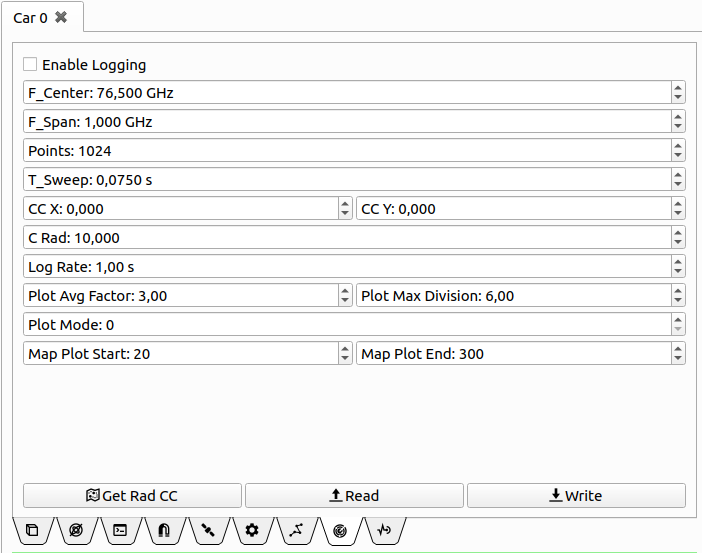 Car 0
Enable Logging
F_Center: 76,500 GHz
F_Span: 1,000 GHz
Points: 1024
T_Sweep: 0,0750 s
CC X: 0,000 CC Y: 0,000
C Rad: 10,000
Log Rate: 1,00 s
Plot Avg Factor: 3,00 Plot Max Division: 6,00
Plot Mode: 0
Map Plot Start: 20 Map Plot End: 300
Get Rad CC Read Write